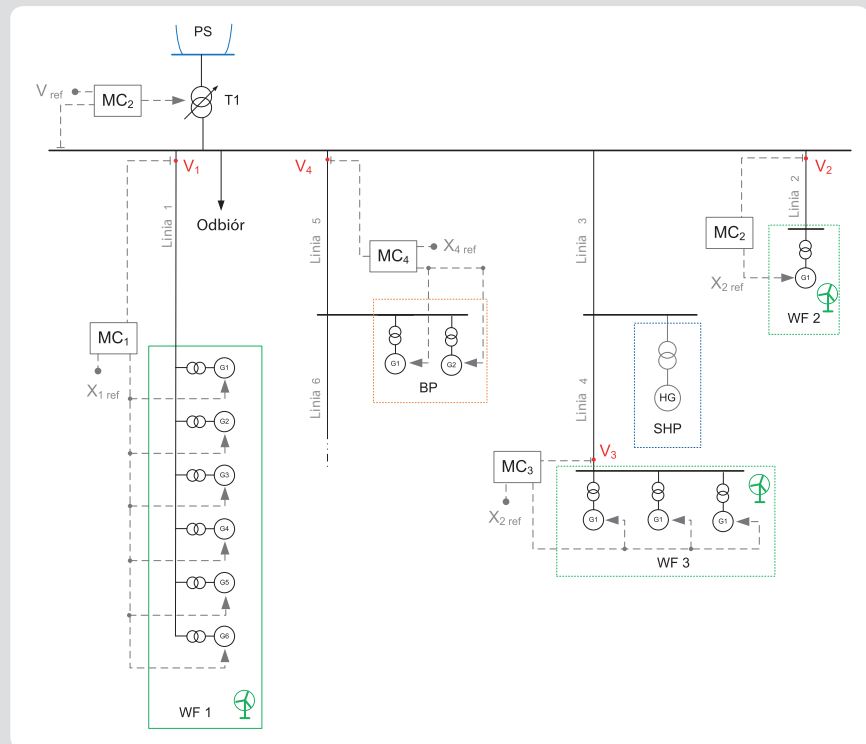 PS
V ref
MC2
T1
V1
V4
V2
Linia 1
Odbiór
Linia 5
Linia 3
Linia 2
MC2
X2 ref
G1
WF 2
MC4
X4 ref
MC1
X1 ref
G1
G2
BP
Linia 6
Linia 4
HG
SHP
G1
G2
G3
G4
G5
G6
WF 1
V3
MC3
X2 ref
G1
G1
G1
WF 3